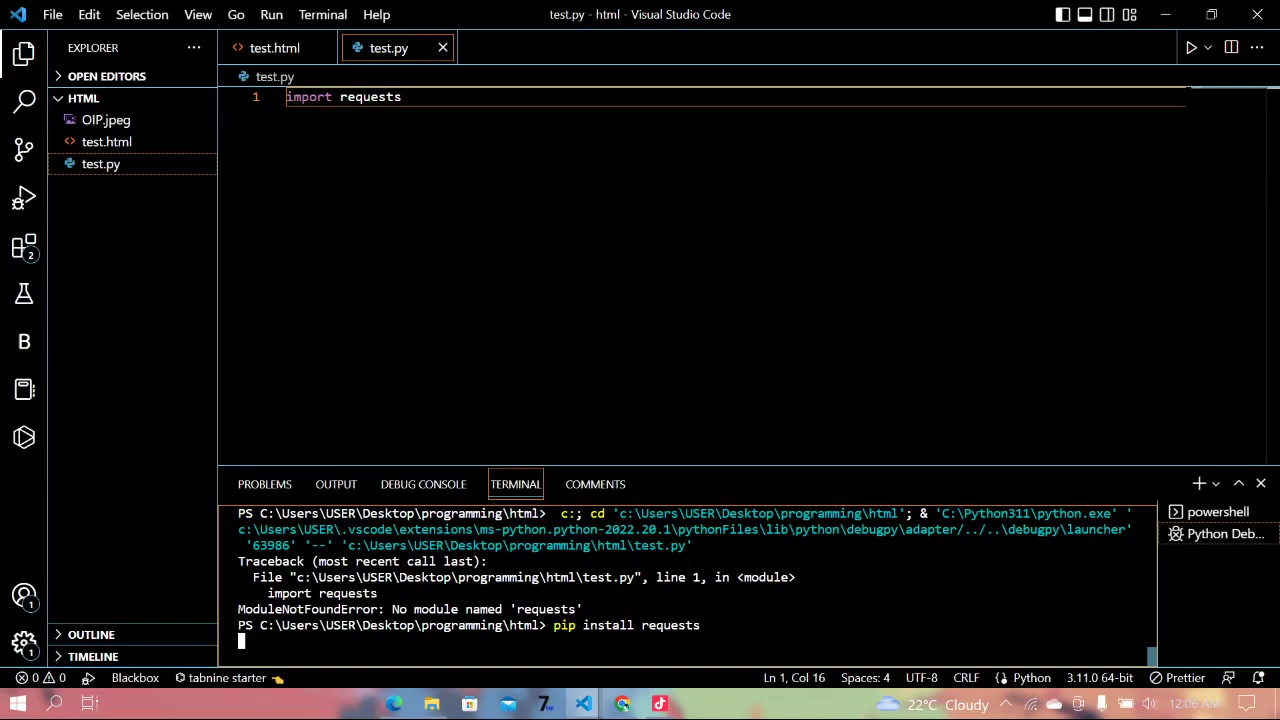 File Edit Selection View Go Run Terminal Help
test.py - html - Visual Studio Code
EXPLORER
OPEN EDITORS
HTML
OIP.jpeg
test.html
test.py
OUTLINE
TIMELINE
2
B
1
1
test.html
test.py
test.py
1 import requests
PROBLEMS OUTPUT DEBUG CONSOLE TERMINAL COMMENTS
PS C:\Users\USER\Desktop\programming\html> c:; cd 'c:\Users\USER\Desktop\programming\html'; & 'C:\Python311\python.exe' '
c:\Users\USER\.vscode\extensions\ms-python.python-2022.20.1\pythonFiles\lib\python\debugpy\adapter/../..\debugpy\launcher'
'63986' '--' 'c:\Users\USER\Desktop\programming\html\test.py'
Traceback (most recent call last):
File "c:\Users\USER\Desktop\programming\html\test.py", line 1, in <module>
import requests
ModuleNotFoundError: No module named 'requests'
PS C:\Users\USER\Desktop\programming\html> pip install requests
powershell
Python Deb...
0 0 Blackbox tabnine starter Ln 1, Col 16 Spaces: 4 UTF-8 CRLF Python 3.11.0 64-bit Prettier
7 22°C Cloudy 12:06 AM